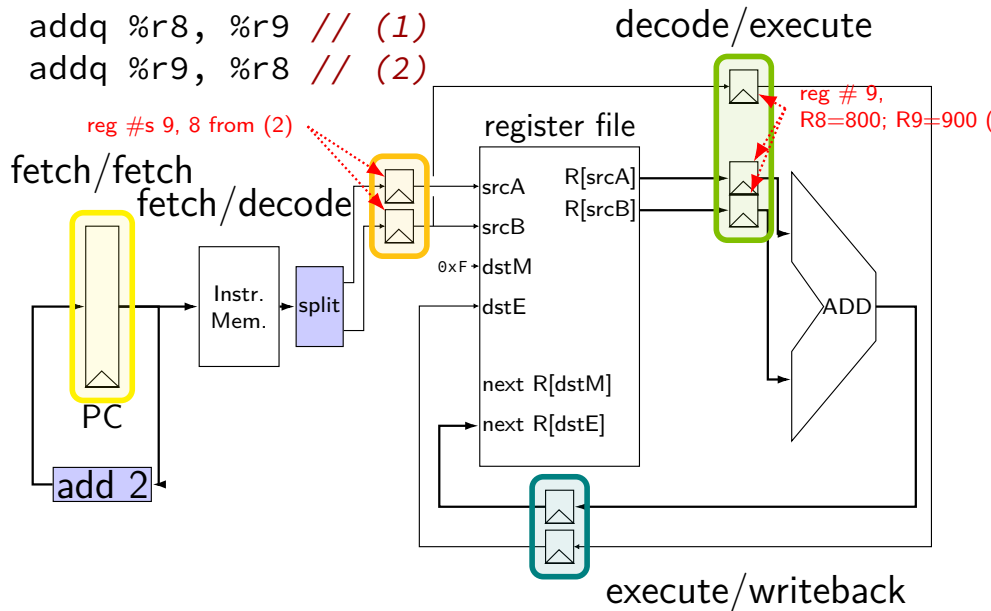 addq %r8, %r9 // (1)
addq %r9, %r8 // (2)
decode/execute
reg #s 9, 8 from (2)
reg # 9,
R8=800; R9=900 (
register file
fetch/fetch
fetch/decode
srcA
srcB
0xF
dstM
dstE
next R[dstM]
next R[dstE]
R[srcA]
R[srcB]
Instr.
Mem.
split
ADD
PC
add 2
execute/writeback